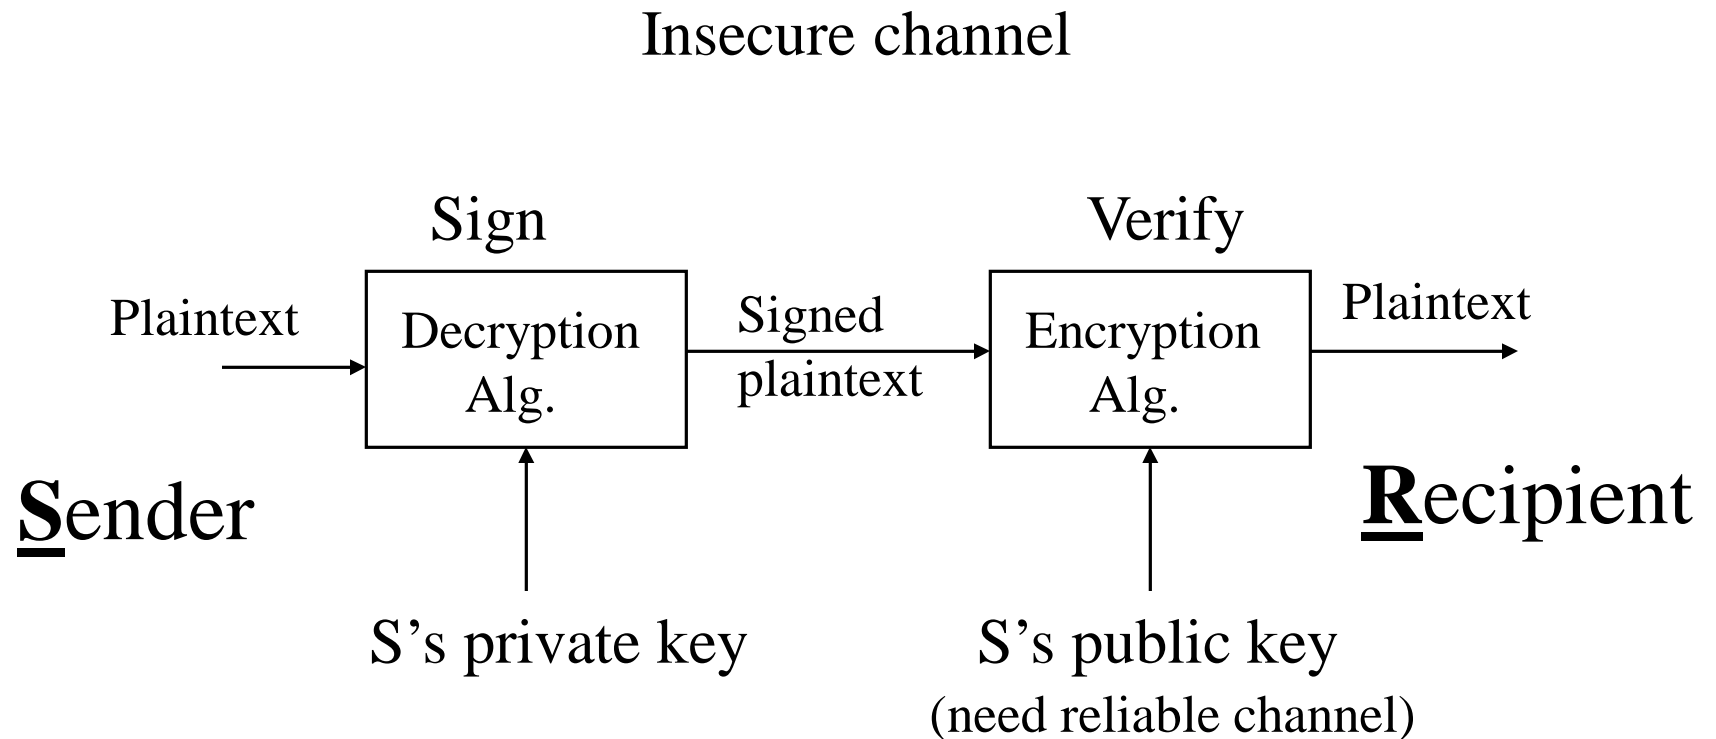 Insecure channel
Sign
Verify
Plaintext
Decryption
Alg.
Signed
plaintext
Encryption
Alg.
Plaintext
Sender
Recipient
S’s private key
S’s public key
(need reliable channel)